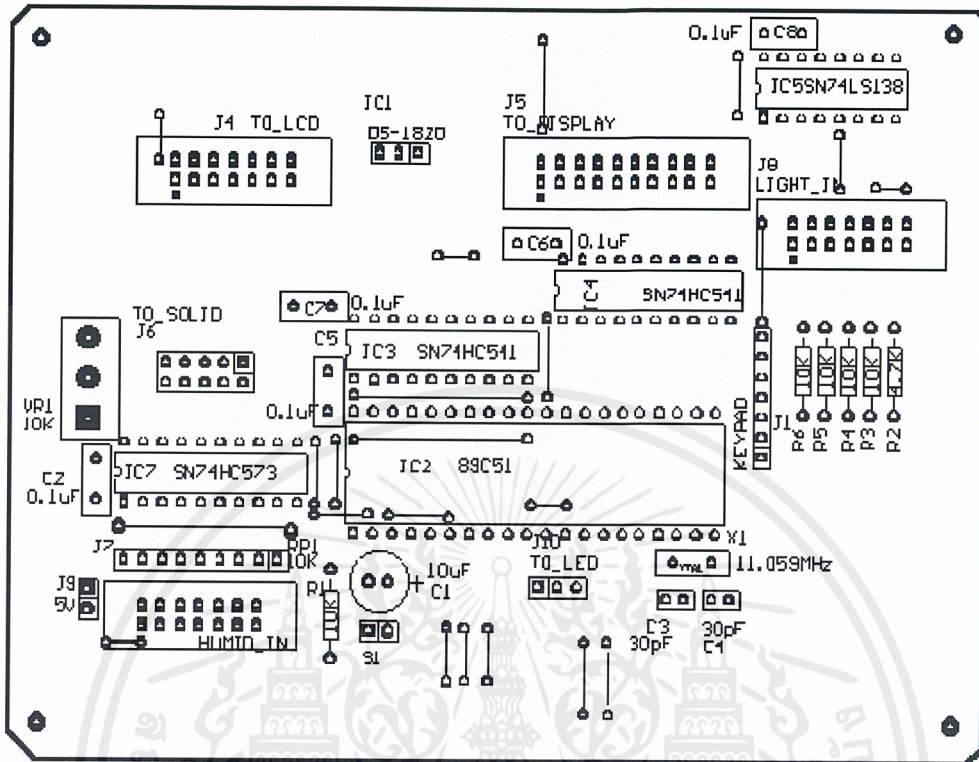 0.1uF C8
IC5SN74LS138
IC1
DS-1820
J4 TO_LCD
J5
TO_DISPLAY
J8
LIGHT_IN
C6 0.1uF
IC4 SN74HC541
C7 0.1uF
TO_SOLID
J6
C5
IC3 SN74HC541
0.1uF
VR1
10K
10K
10K
10K
10K
4.7K
R6
R5
R4
R3
R2
KEYPAD
J1
C2
0.1uF
IC7 SN74HC573
IC2 89C51
J7
RP1
10K
J10
TO_LED
X1
XTAL 11.059MHz
J9
5V
HUMID_IN
R1
10K
10uF
C1
S1
C3
30pF
30pF
C4